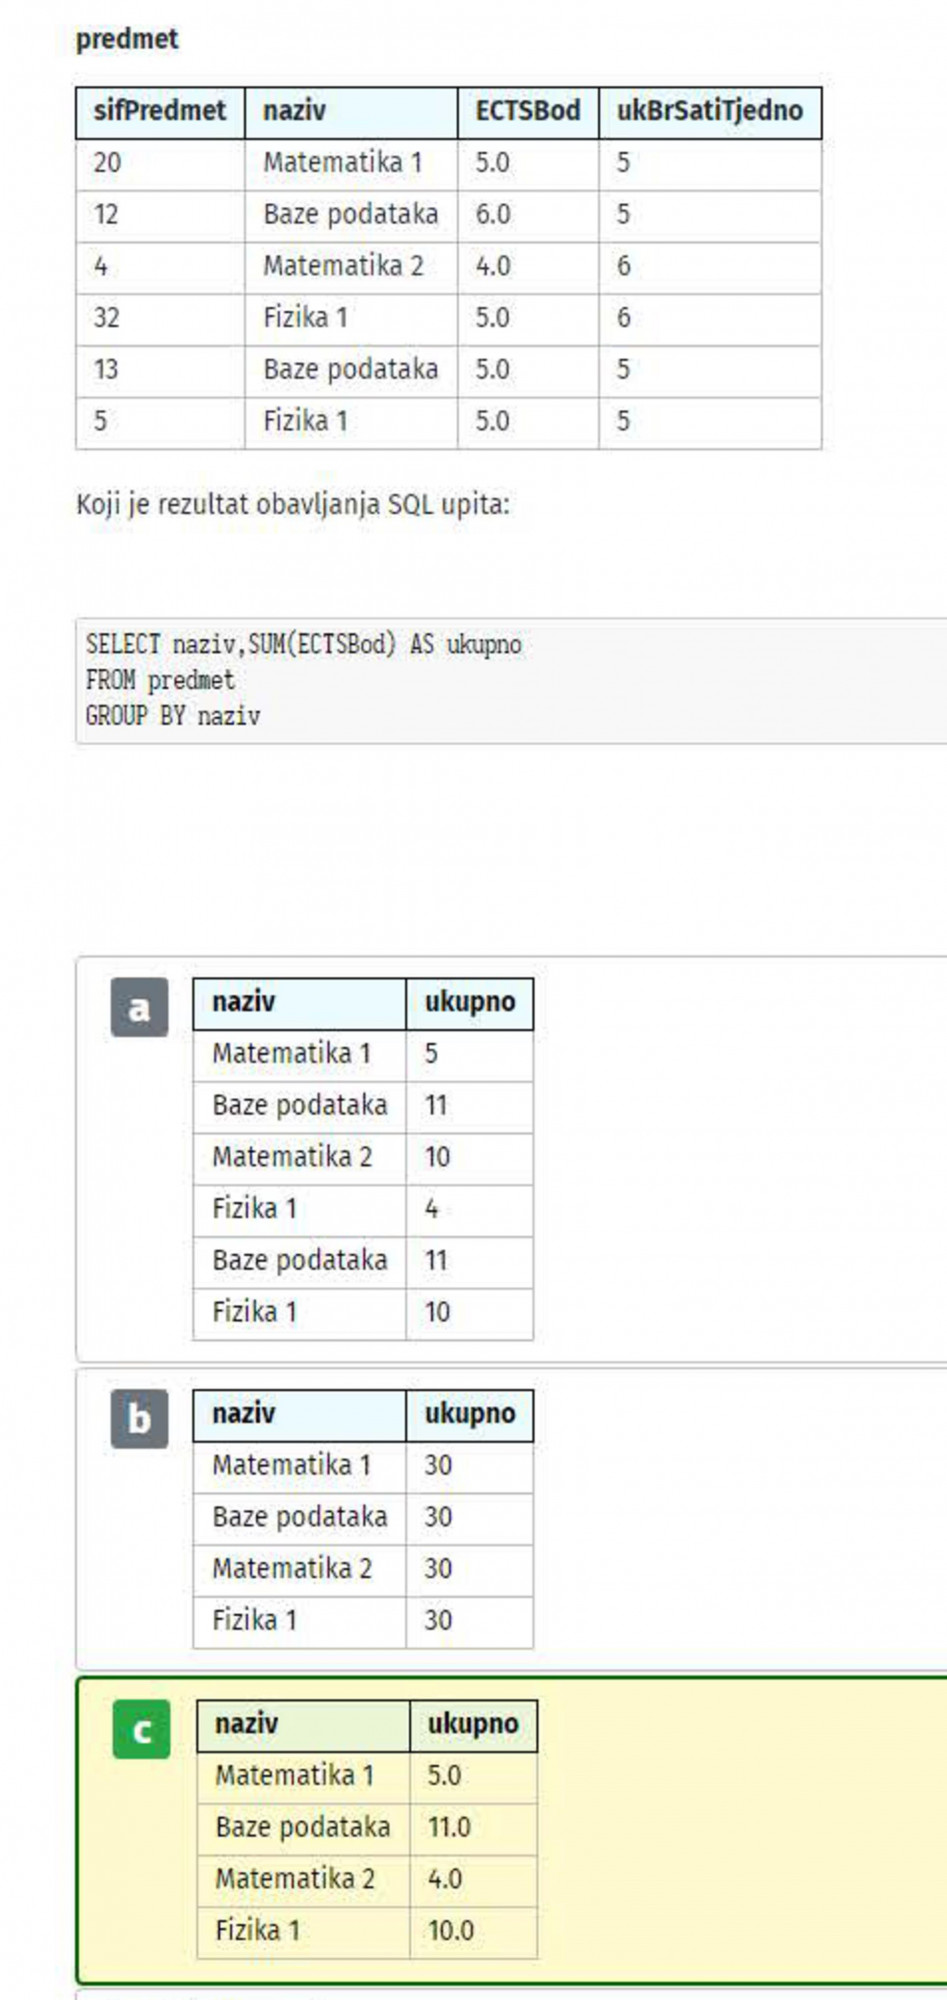 predmet
sifPredmet naziv ECTSBod ukBrSatiTjedno
20 Matematika 1 5.0 5
12 Baze podataka 6.0 5
4 Matematika 2 4.0 6
32 Fizika 1 5.0 6
13 Baze podataka 5.0 5
5 Fizika 1 5.0 5
Koji je rezultat obavljanja SQL upita:
SELECT naziv,SUM(ECTSBod) AS ukupno
FROM predmet
GROUP BY naziv
a
naziv ukupno
Matematika 1 5
Baze podataka 11
Matematika 2 10
Fizika 1 4
Baze podataka 11
Fizika 1 10
b
naziv ukupno
Matematika 1 30
Baze podataka 30
Matematika 2 30
Fizika 1 30
c
naziv ukupno
Matematika 1 5.0
Baze podataka 11.0
Matematika 2 4.0
Fizika 1 10.0